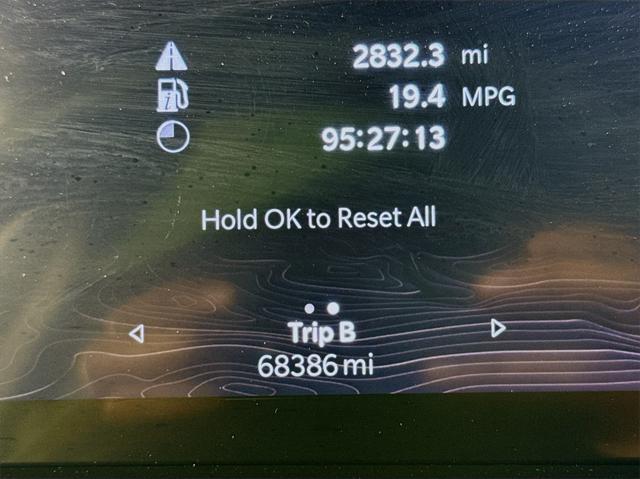 2832.3 mi
19.4 MPG
95:27:13
Hold OK to Reset All
Trip B
68386 mi